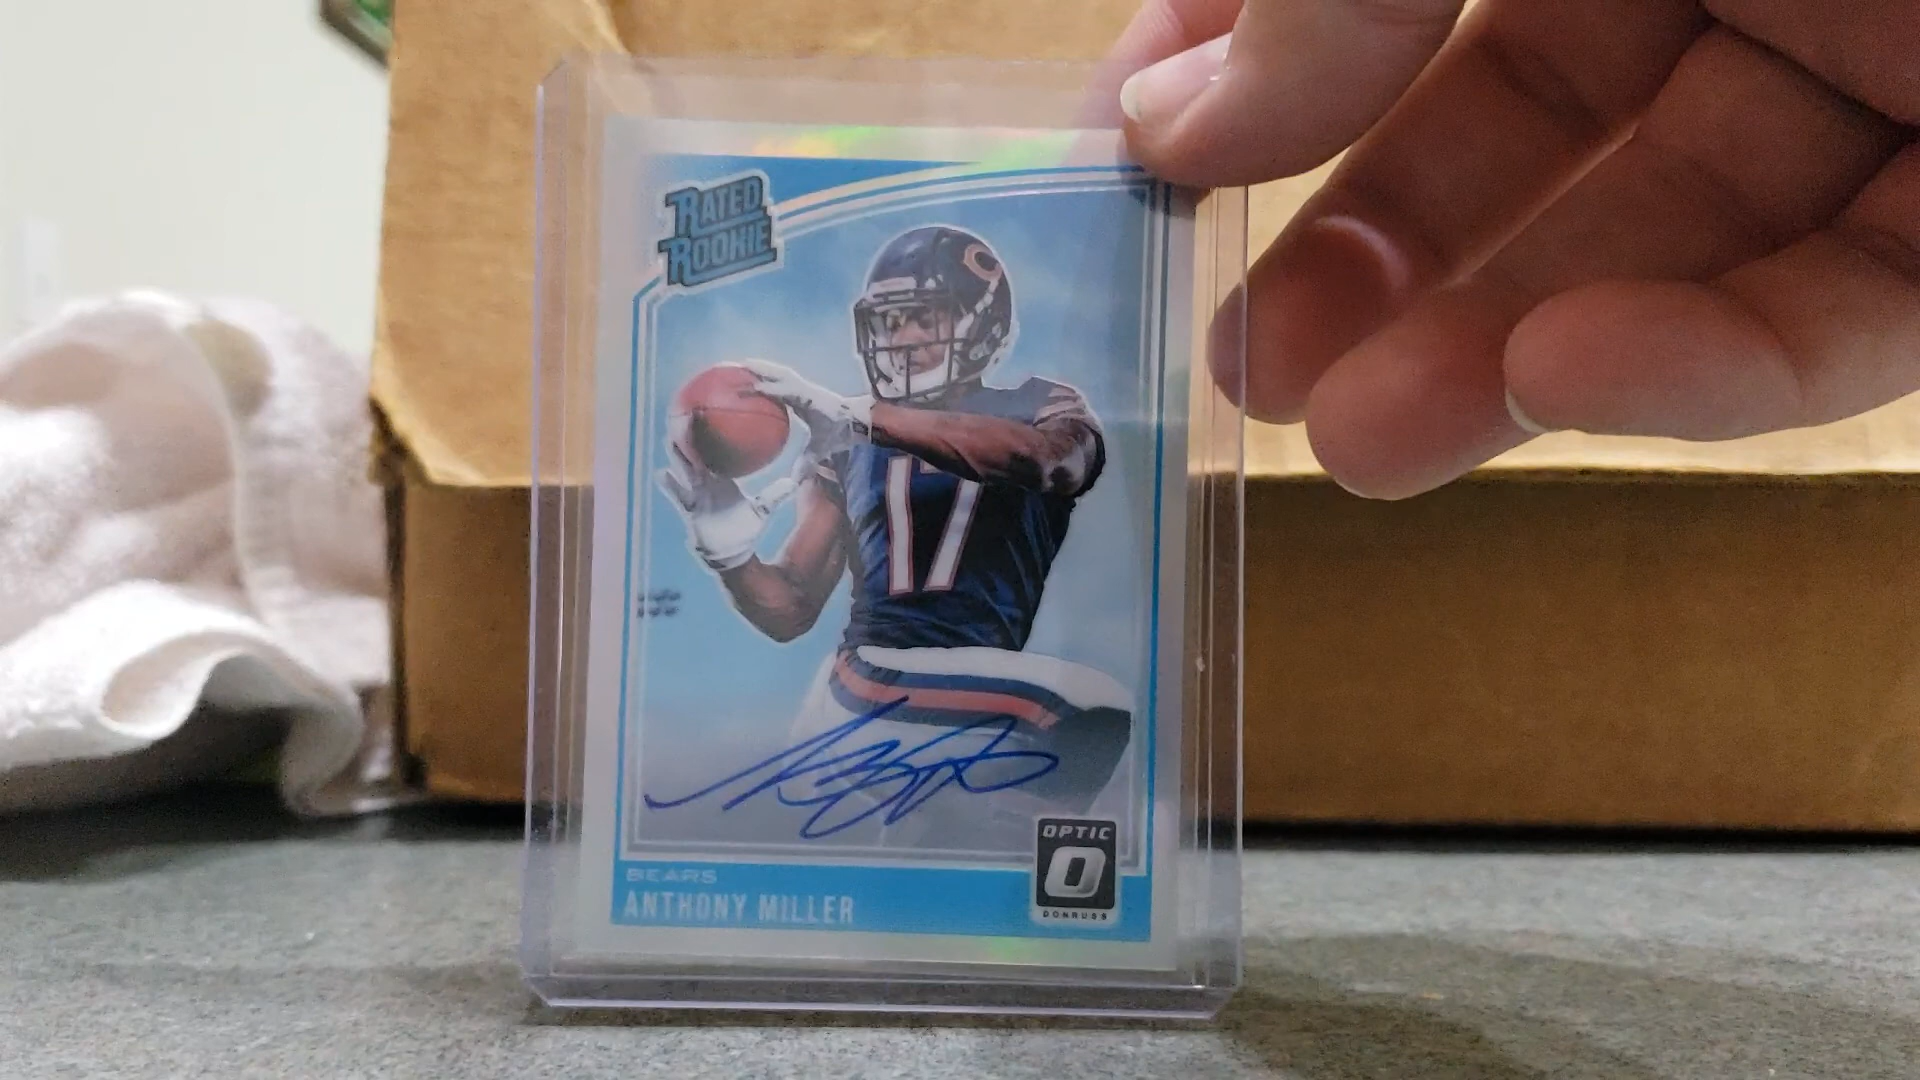 RATED
ROOKIE
17
BEARS
ANTHONY MILLER
OPTIC
O
DONRUSS